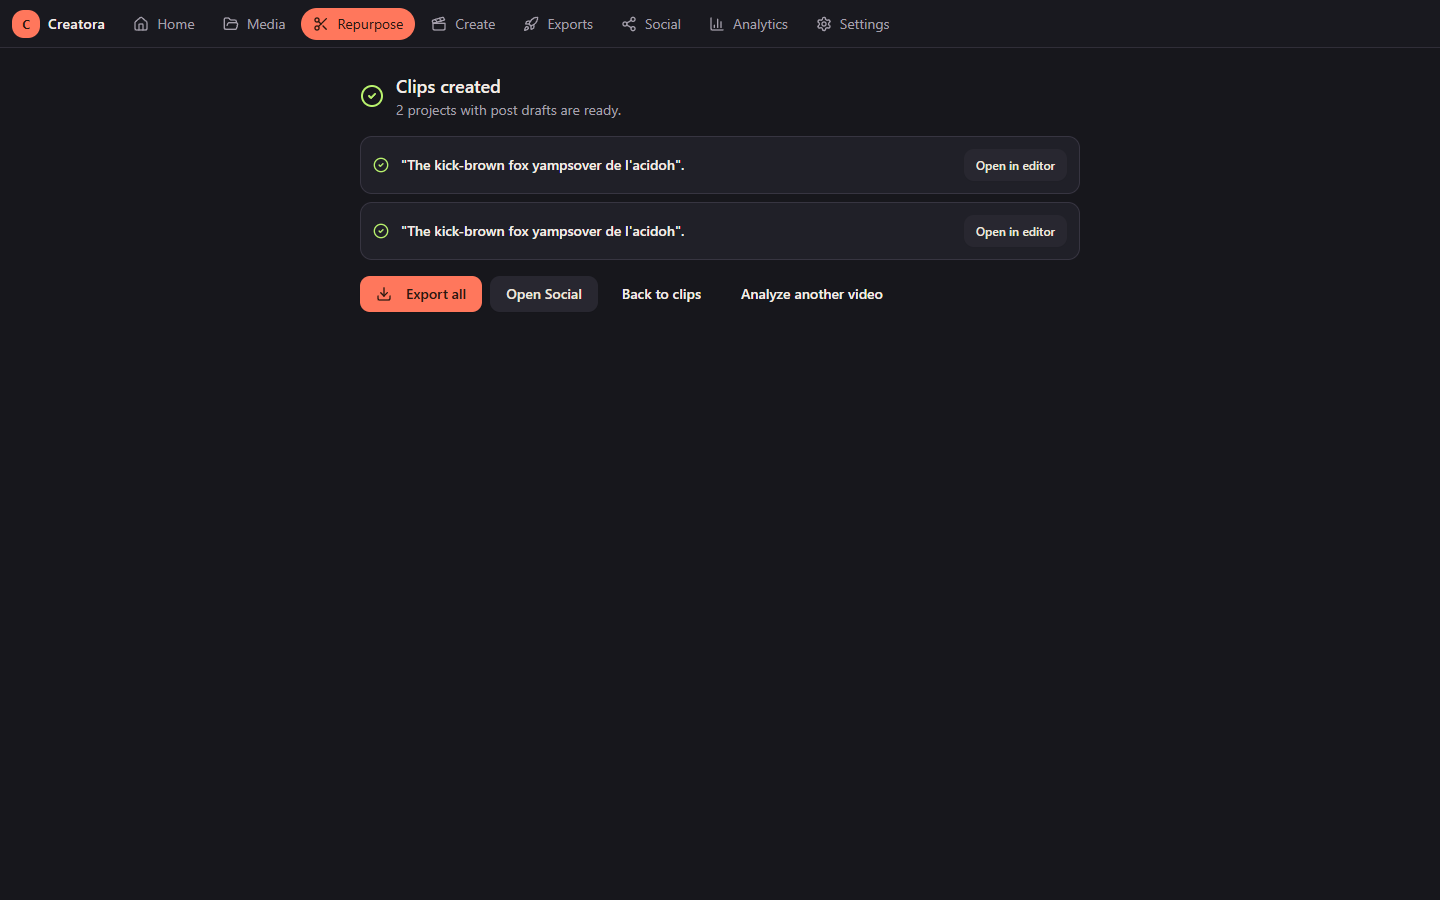 C Creatora Home Media Repurpose Create Exports Social Analytics Settings
Clips created
2 projects with post drafts are ready.
"The kick-brown fox yampsover de l'acidoh". Open in editor
"The kick-brown fox yampsover de l'acidoh". Open in editor
Export all Open Social Back to clips Analyze another video